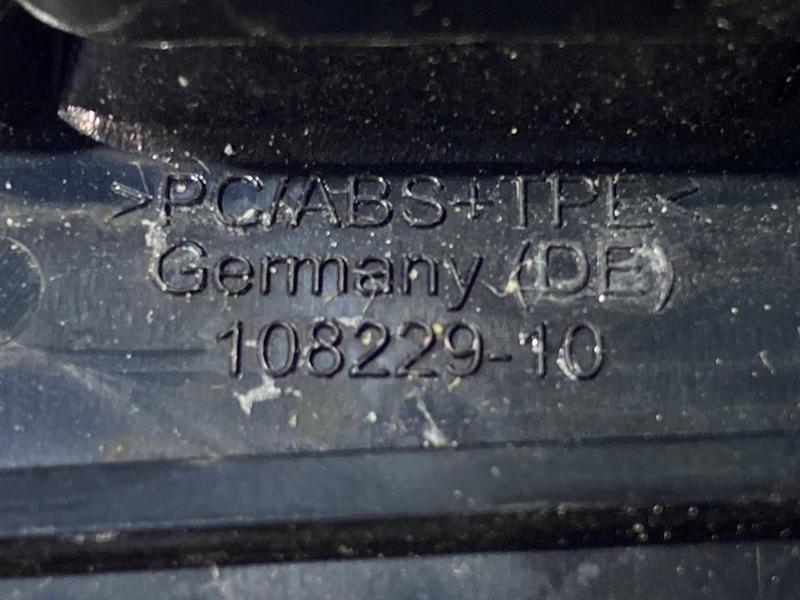 >PC/ABS+TPE<
Germany (DE)
108229-10